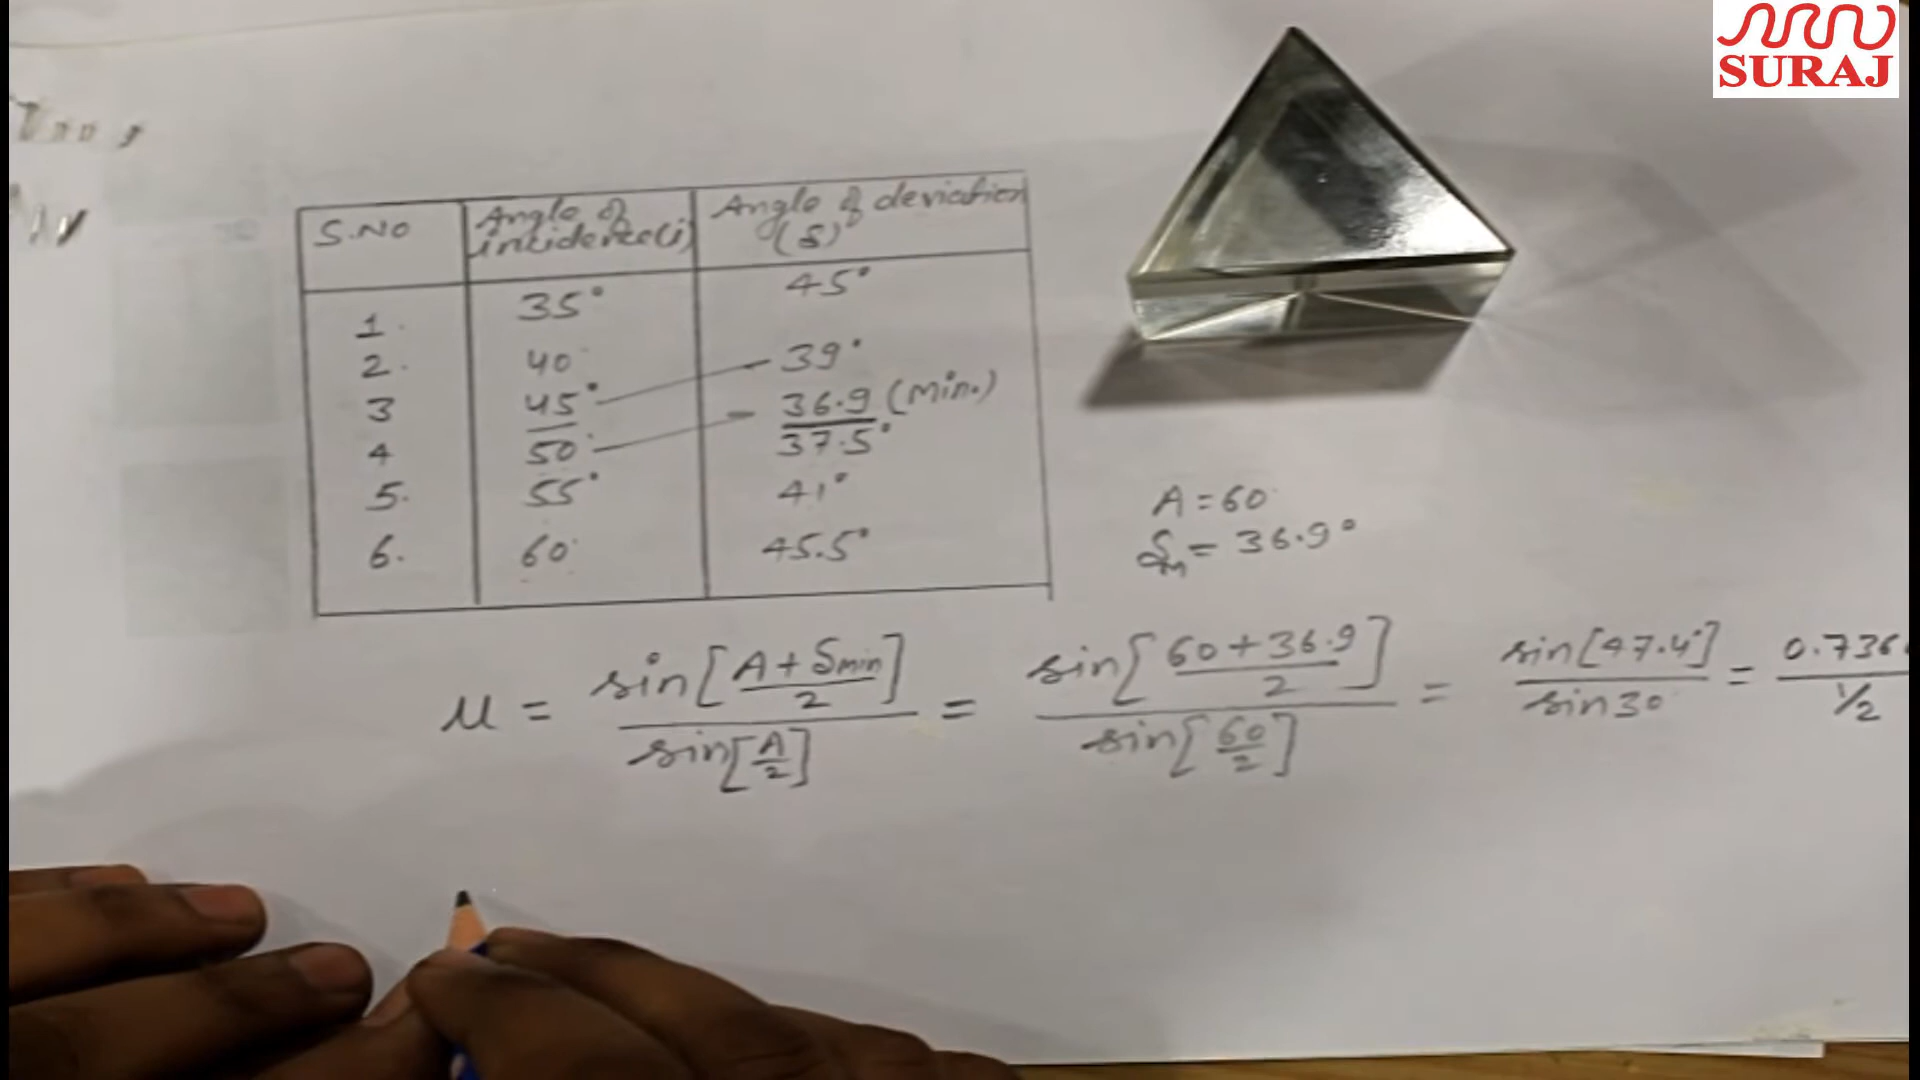 SURAJ
S.No Angle of incidence(i) Angle of deviation (δ)
1. 35° 45°
2. 40° 39°
3 45° 36.9 (Min.)
4 50° 37.5°
5. 55° 41°
6. 60° 45.5°
A = 60°
δm = 36.9°
μ = sin[A+δmin/2] / sin[A/2] = sin[60+36.9/2] / sin[60/2] = sin[47.4] / sin30° = 0.736 / ½